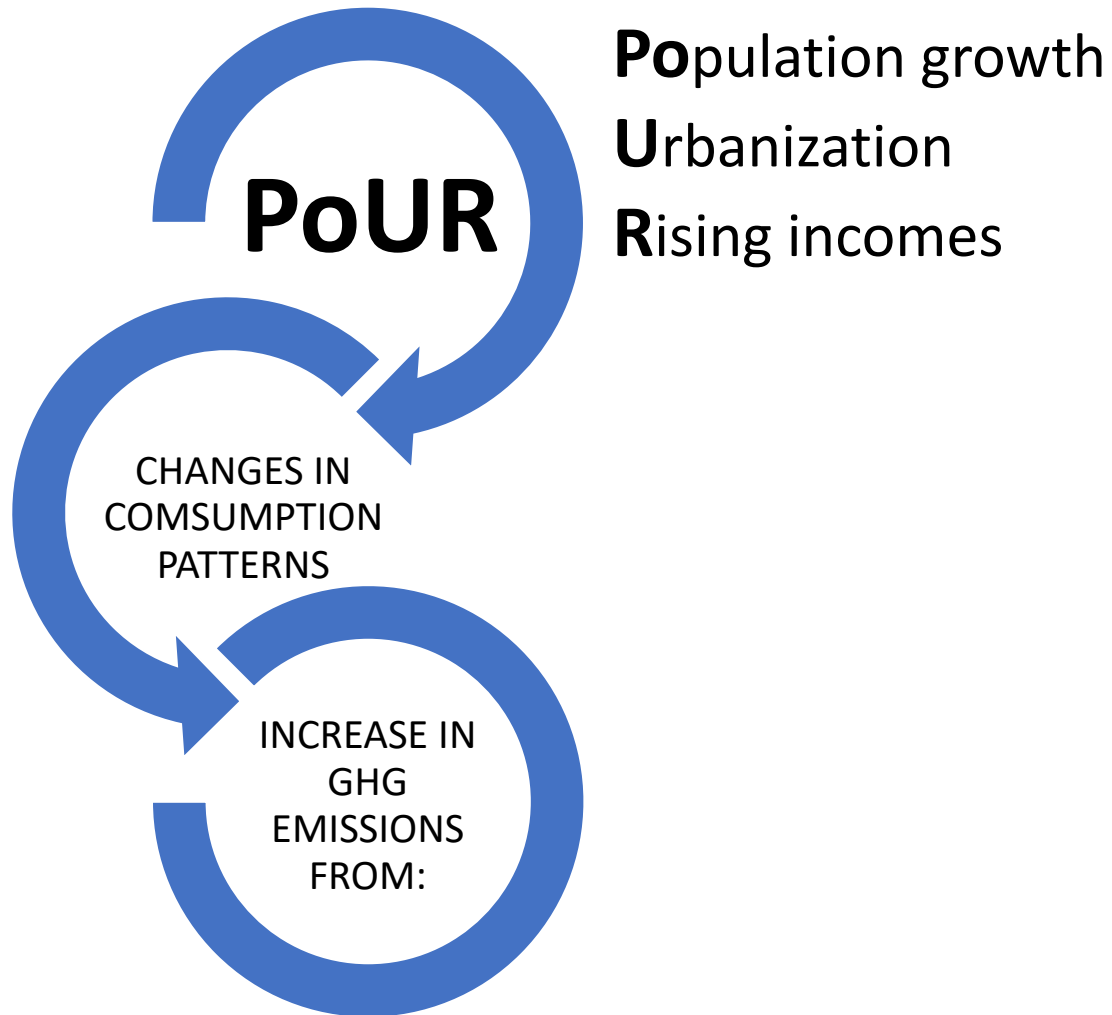 PoUR
Population growth
Urbanization
Rising incomes
CHANGES IN
COMSUMPTION
PATTERNS
INCREASE IN
GHG
EMISSIONS
FROM: